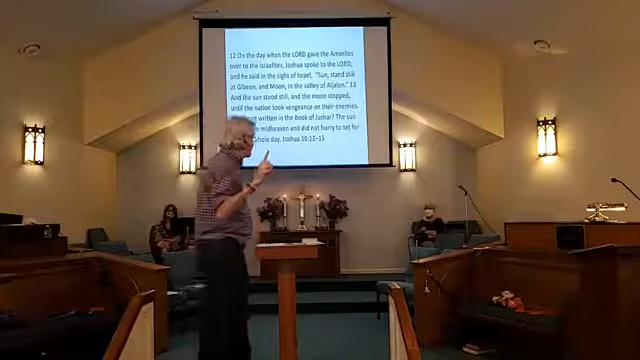 12 On the day when the LORD gave the Amorites
over to the Israelites, Joshua spoke to the LORD;
and he said in the sight of Israel, "Sun, stand still
at Gibeon, and Moon, in the valley of Aijalon." 13
And the sun stood still, and the moon stopped,
until the nation took vengeance on their enemies.
written in the Book of Jashar? The sun
midheaven and did not hurry to set for
whole day. Joshua 10:12-15